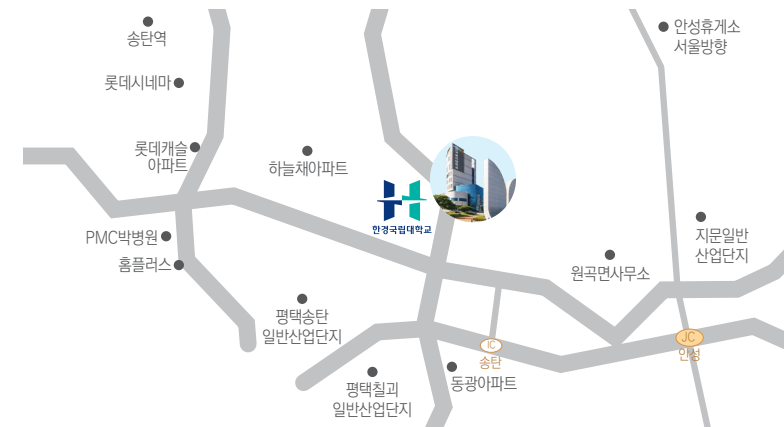 송탄역
안성휴게소
서울방향
롯데시네마
롯데캐슬
아파트
하늘채아파트
한경국립대학교
PMC박병원
홈플러스
지문일반
산업단지
원곡면사무소
평택송탄
일반산업단지
IC
송탄
JC
안성
평택칠괴
일반산업단지
동광아파트